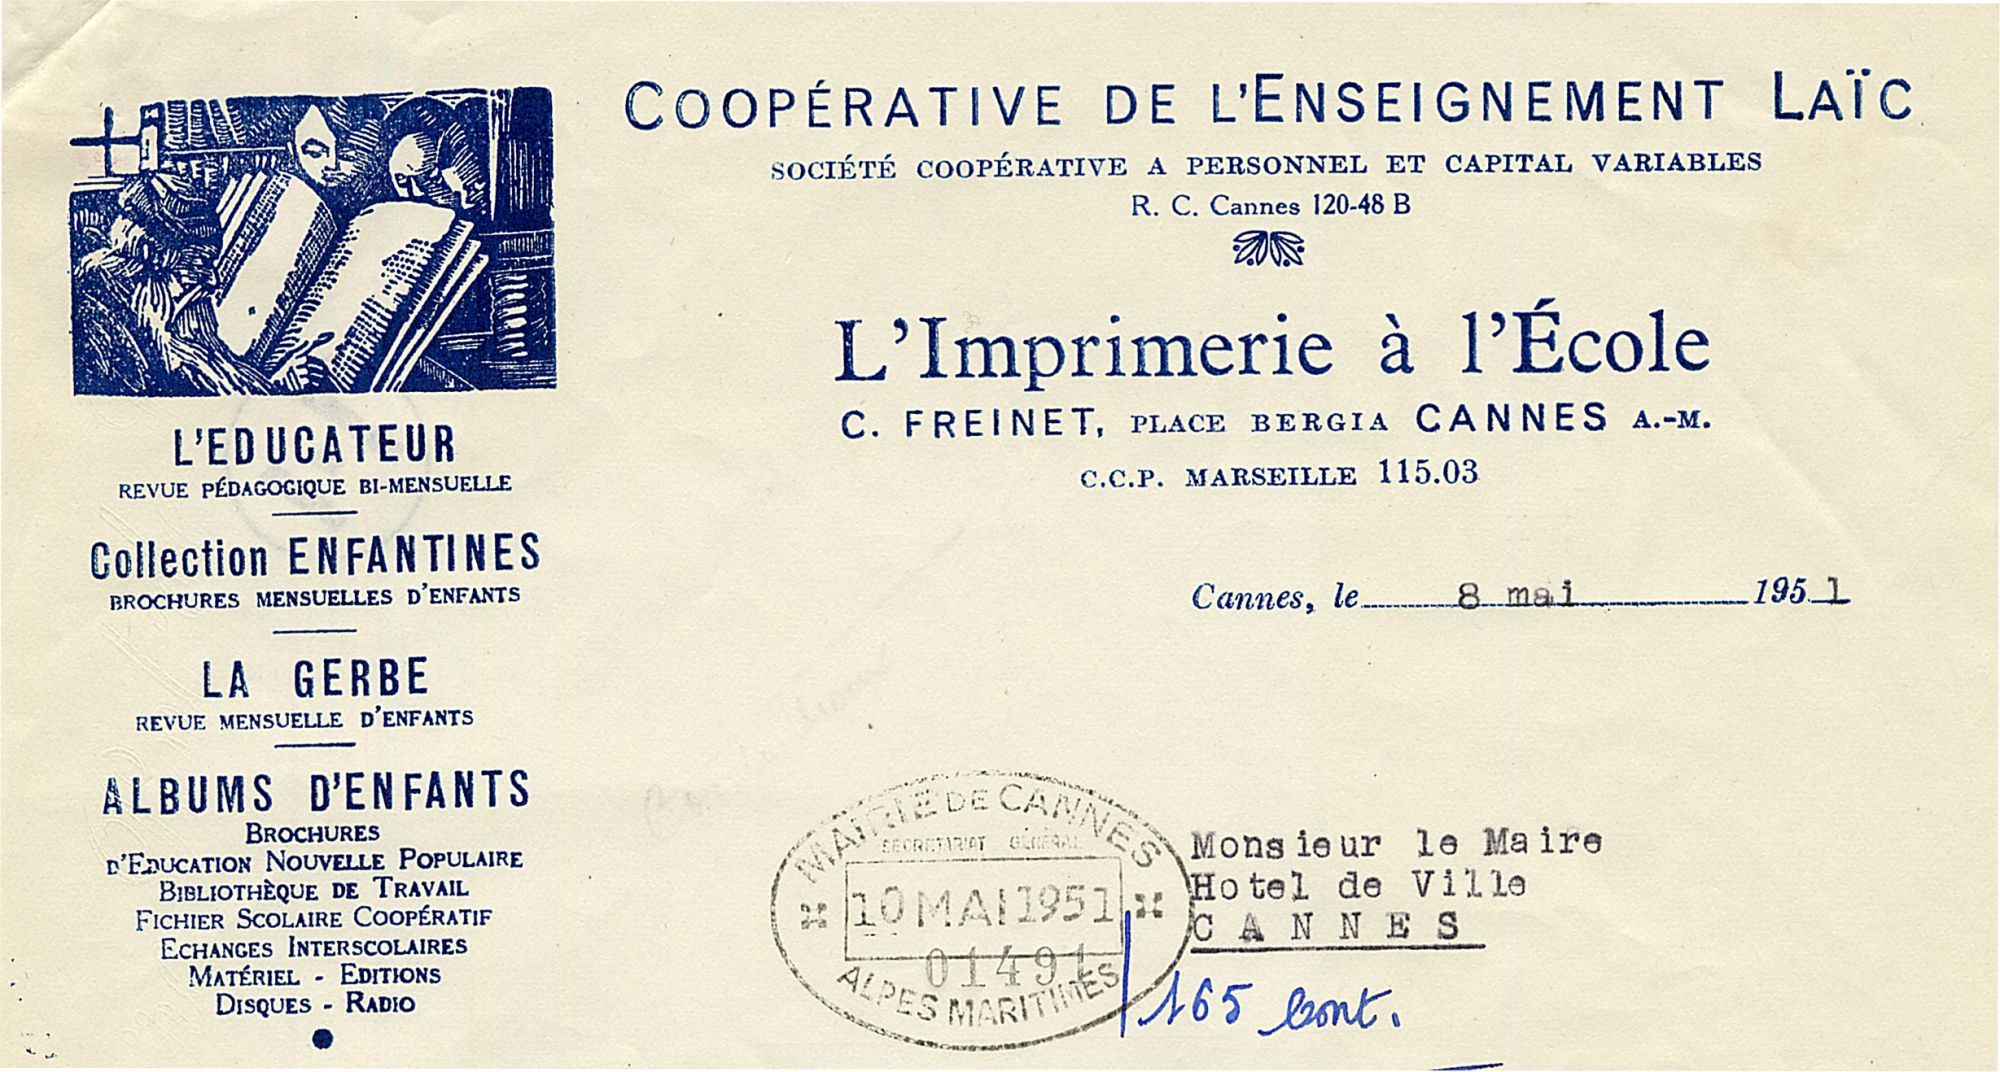 COOPÉRATIVE DE L'ENSEIGNEMENT LAÏC
SOCIÉTÉ COOPÉRATIVE A PERSONNEL ET CAPITAL VARIABLES
R. C. Cannes 120-48 B
L'Imprimerie à l'École
C. FREINET, PLACE BERGIA CANNES A.-M.
C.C.P. MARSEILLE 115.03
L'EDUCATEUR
REVUE PÉDAGOGIQUE BI-MENSUELLE
Collection ENFANTINES
BROCHURES MENSUELLES D'ENFANTS
LA GERBE
REVUE MENSUELLE D'ENFANTS
ALBUMS D'ENFANTS
BROCHURES
D'EDUCATION NOUVELLE POPULAIRE
BIBLIOTHÈQUE DE TRAVAIL
FICHIER SCOLAIRE COOPÉRATIF
ECHANGES INTERSCOLAIRES
MATÉRIEL - EDITIONS
DISQUES - RADIO
Cannes, le 8 mai 1951
MAIRIE DE CANNES
SECRETARIAT GÉNÉRAL
10 MAI 1951
01491
ALPES MARITIMES
Monsieur le Maire
Hotel de Ville
CANNES
165 Cont.